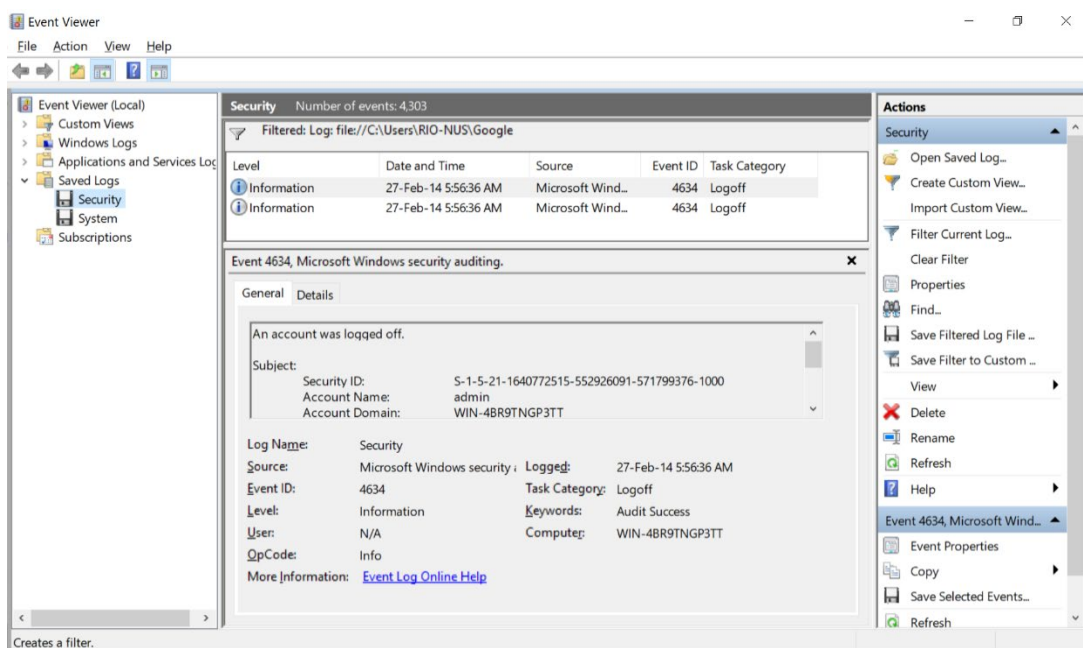 Event Viewer
File Action View Help
Event Viewer (Local)
Custom Views
Windows Logs
Applications and Services Loc
Saved Logs
Security
System
Subscriptions
Security Number of events: 4,303
Filtered: Log: file://C:\Users\RIO-NUS\Google
Level Date and Time Source Event ID Task Category
Information 27-Feb-14 5:56:36 AM Microsoft Wind... 4634 Logoff
Information 27-Feb-14 5:56:36 AM Microsoft Wind... 4634 Logoff
Event 4634, Microsoft Windows security auditing.
General Details
An account was logged off.
Subject:
Security ID: S-1-5-21-1640772515-552926091-571799376-1000
Account Name: admin
Account Domain: WIN-4BR9TNGP3TT
Log Name: Security
Source: Microsoft Windows security Logged: 27-Feb-14 5:56:36 AM
Event ID: 4634 Task Category: Logoff
Level: Information Keywords: Audit Success
User: N/A Computer: WIN-4BR9TNGP3TT
OpCode: Info
More Information: Event Log Online Help
Actions
Security
Open Saved Log...
Create Custom View...
Import Custom View...
Filter Current Log...
Clear Filter
Properties
Find...
Save Filtered Log File ...
Save Filter to Custom ...
View
Delete
Rename
Refresh
Help
Event 4634, Microsoft Wind...
Event Properties
Copy
Save Selected Events...
Refresh
Creates a filter.